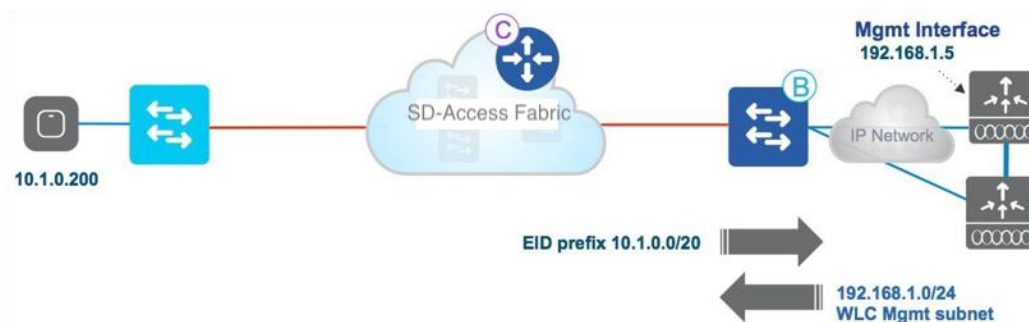 C
Mgmt Interface
192.168.1.5
B
SD-Access Fabric
IP Network
10.1.0.200
EID prefix 10.1.0.0/20
192.168.1.0/24
WLC Mgmt subnet